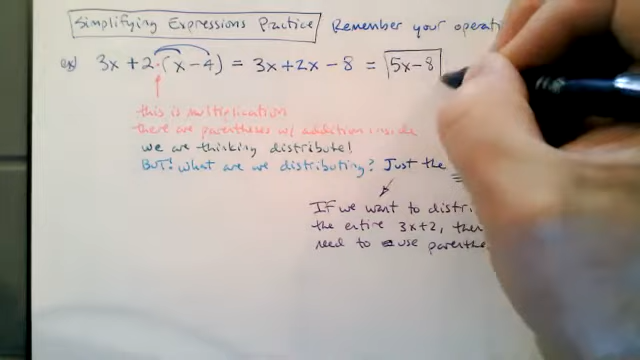 Simplifying Expressions Practice Remember your operati
ex) 3x + 2·(x - 4) = 3x + 2x - 8 = 5x - 8
this is multiplication
there are parentheses w/ addition inside
we are thinking distribute!
BUT! what are we distributing? Just the
IF we want to distri
the entire 3x+2, then
need to use parenthe